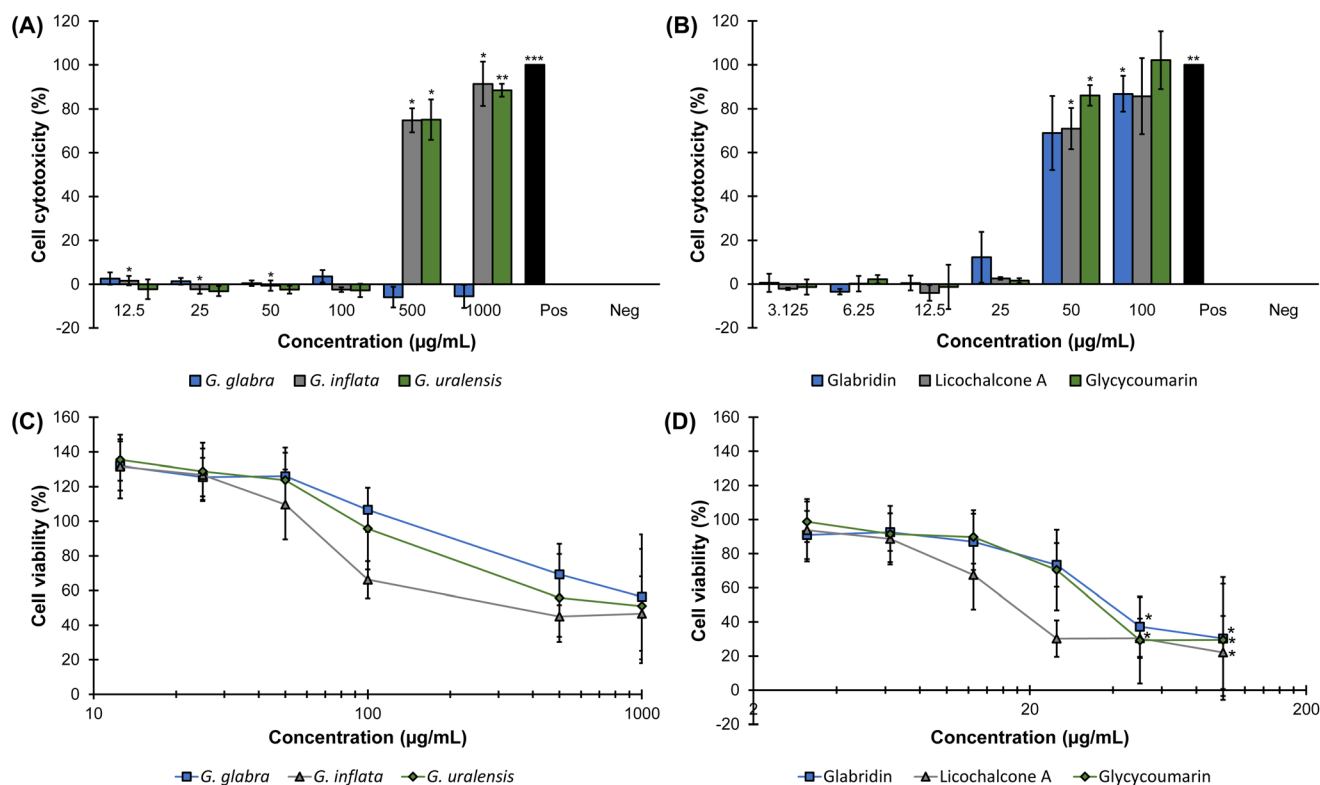 (A)
120
100
80
60
40
20
0
-20
Cell cytotoxicity (%)
* * * * * * ** ***
12.5 25 50 100 500 1000 Pos Neg
Concentration (µg/mL)
G. glabra G. inflata G. uralensis
(B)
120
100
80
60
40
20
0
-20
Cell cytotoxicity (%)
* * * **
3.125 6.25 12.5 25 50 100 Pos Neg
Concentration (µg/mL)
Glabridin Licochalcone A Glycycoumarin
(C)
160
140
120
100
80
60
40
20
0
Cell viability (%)
10 100 1000
Concentration (µg/mL)
G. glabra G. inflata G. uralensis
(D)
160
140
120
100
80
60
40
20
0
-20
Cell viability (%)
* *
* * *
2 20 200
Concentration (µg/mL)
Glabridin Licochalcone A Glycycoumarin